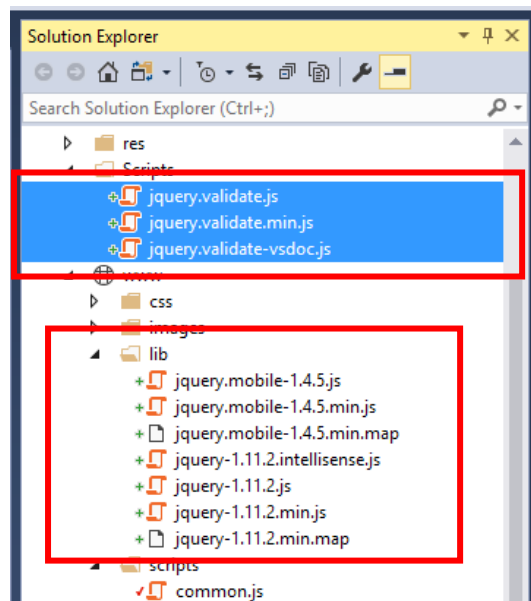 Solution Explorer
Search Solution Explorer (Ctrl+;)
res
Scripts
jquery.validate.js
jquery.validate.min.js
jquery.validate-vsdoc.js
www
css
images
lib
jquery.mobile-1.4.5.js
jquery.mobile-1.4.5.min.js
jquery.mobile-1.4.5.min.map
jquery-1.11.2.intellisense.js
jquery-1.11.2.js
jquery-1.11.2.min.js
jquery-1.11.2.min.map
scripts
common.js